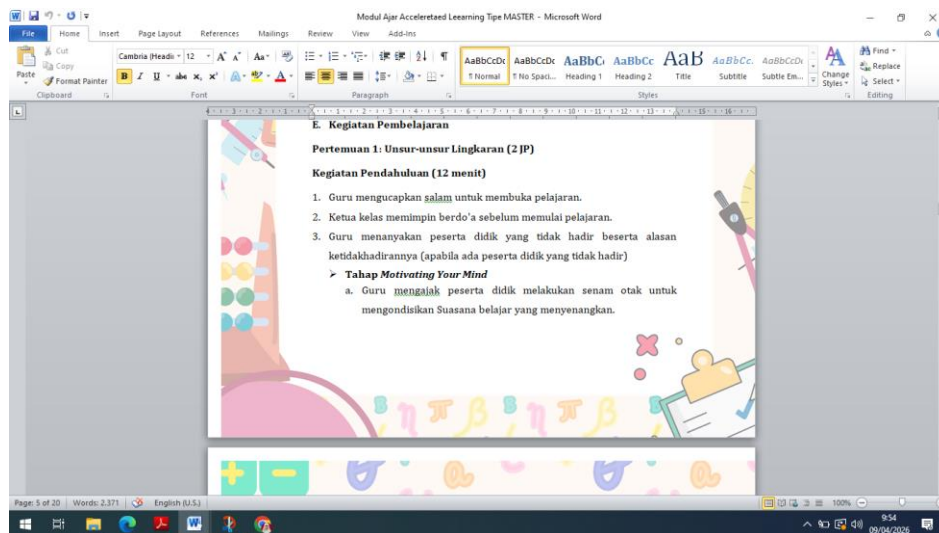 Modul Ajar Acceleretaed Leearning Tipe MASTER - Microsoft Word
File Home Insert Page Layout References Mailings Review View Add-Ins
Paste
Cut
Copy
Format Painter
Clipboard
Cambria (Headi 12
B I U abe x₂ x²
Font
Paragraph
AaBbCcDc AaBbCcDc AaBbC AaBbCc AaB AaBbCc. AaBbCcDi
¶ Normal ¶ No Spaci... Heading 1 Heading 2 Title Subtitle Subtle Em...
Change Styles
Styles
Find
Replace
Select
Editing
E. Kegiatan Pembelajaran
Pertemuan 1: Unsur-unsur Lingkaran (2 JP)
Kegiatan Pendahuluan (12 menit)
1. Guru mengucapkan salam untuk membuka pelajaran.
2. Ketua kelas memimpin berdo'a sebelum memulai pelajaran.
3. Guru menanyakan peserta didik yang tidak hadir beserta alasan
ketidakhadirannya (apabila ada peserta didik yang tidak hadir)
➤ Tahap Motivating Your Mind
a. Guru mengajak peserta didik melakukan senam otak untuk
mengondisikan Suasana belajar yang menyenangkan.
Page: 5 of 20 Words: 2.371 English (U.S.) 100%
9:54
09/04/2026